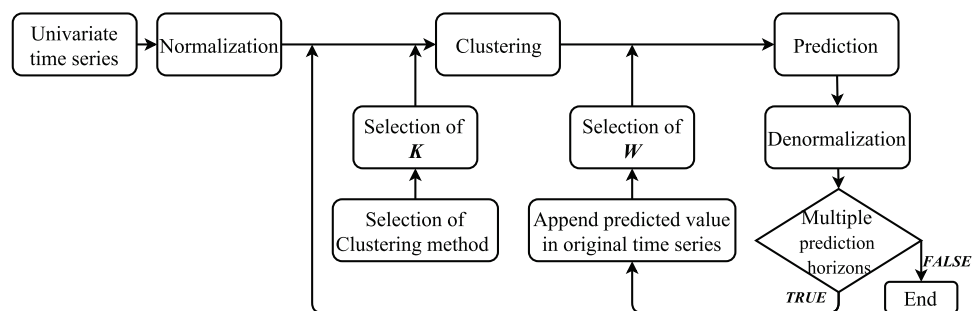 Univariate
time series
Normalization
Clustering
Prediction
Selection of
K
Selection of
W
Denormalization
Selection of
Clustering method
Append predicted value
in original time series
Multiple
prediction
horizons
FALSE
TRUE
End